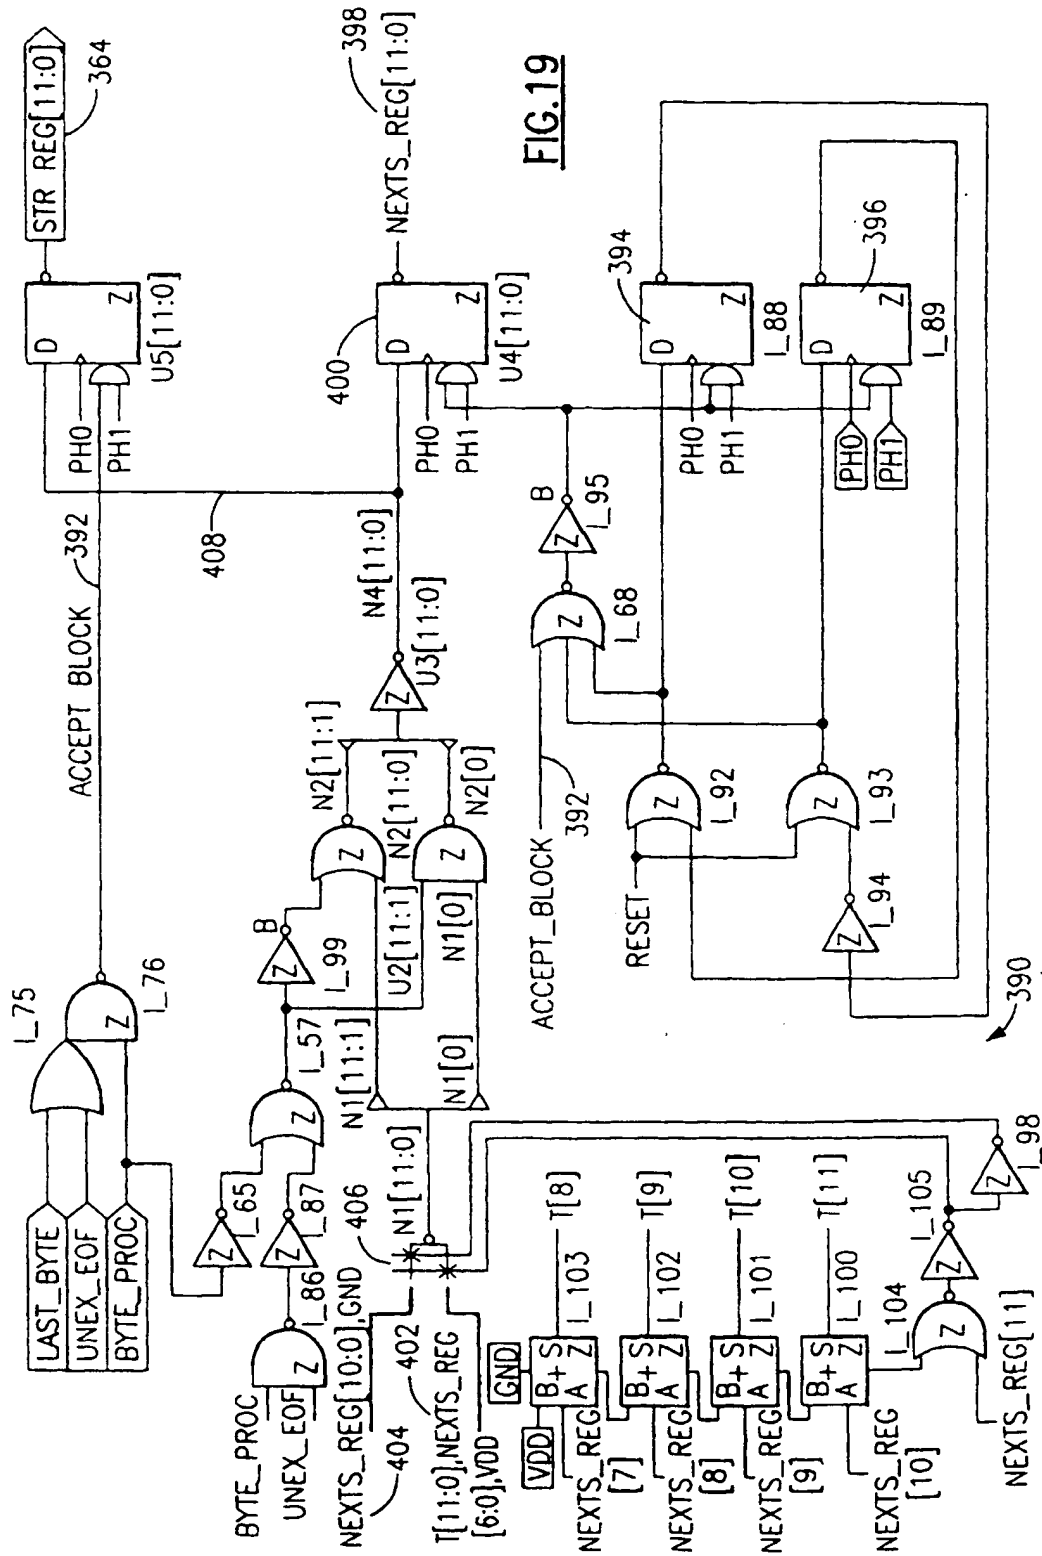 STR REG[11:0]
364
D
Z
PH0
PH1
U5[11:0]
ACCEPT BLOCK
392
I_75
I_76
Z
LAST_BYTE
UNEX_EOF
BYTE_PROC
408
400
D
Z
PH0
PH1
U4[11:0]
NEXTS_REG[11:0]
398
N4[11:0]
Z
U3[11:0]
N2[11:1]
N2[11:0]
N2[0]
Z
Z
U2[11:1]
N1[0]
B
Z
I_99
I_57
Z
N1[11:1]
N1[0]
N1[11:0]
Z
I_65
Z
I_87
I_86
Z
BYTE_PROC
UNEX_EOF
406
NEXTS_REG[10:0],GND
404
402
T[11:0],NEXTS_REG
[6:0],VDD
FIG.19
394
D
Z
PH0
PH1
I_88
396
D
Z
PH0
PH1
I_89
B
Z
I_95
Z
I_68
ACCEPT_BLOCK
392
RESET
Z
I_92
Z
I_93
Z
I_94
390
GND
VDD
B+ S
A Z
I_103
T[8]
NEXTS_REG
[7]
B+ S
A Z
I_102
T[9]
NEXTS_REG
[8]
B+ S
A Z
I_101
T[10]
NEXTS_REG
[9]
B+ S
A Z
I_100
T[11]
NEXTS_REG
[10]
I_104
Z
I_105
Z
I_98
Z
NEXTS_REG[11]